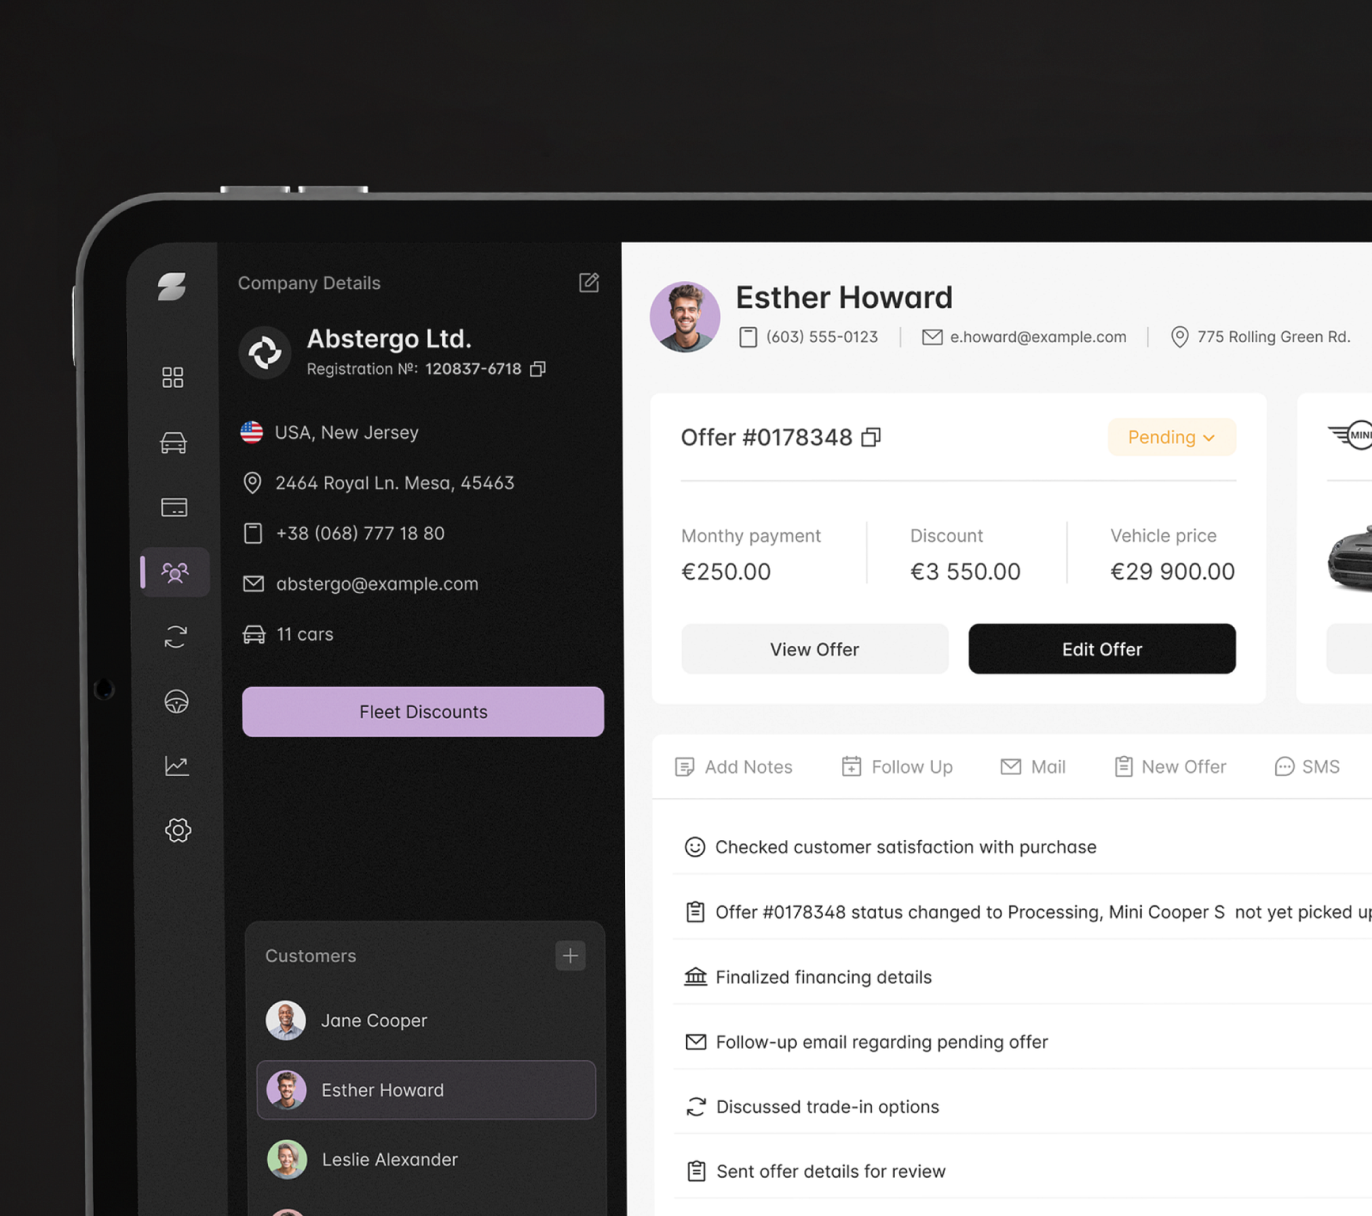 Company Details
Abstergo Ltd.
Registration №: 120837-6718
USA, New Jersey
2464 Royal Ln. Mesa, 45463
+38 (068) 777 18 80
abstergo@example.com
11 cars
Fleet Discounts
Customers
Jane Cooper
Esther Howard
Leslie Alexander
Esther Howard
(603) 555-0123
e.howard@example.com
775 Rolling Green Rd.
Offer #0178348
Pending
Monthy payment
€250.00
Discount
€3 550.00
Vehicle price
€29 900.00
View Offer
Edit Offer
MINI
Add Notes
Follow Up
Mail
New Offer
SMS
Checked customer satisfaction with purchase
Offer #0178348 status changed to Processing, Mini Cooper S not yet picked up
Finalized financing details
Follow-up email regarding pending offer
Discussed trade-in options
Sent offer details for review